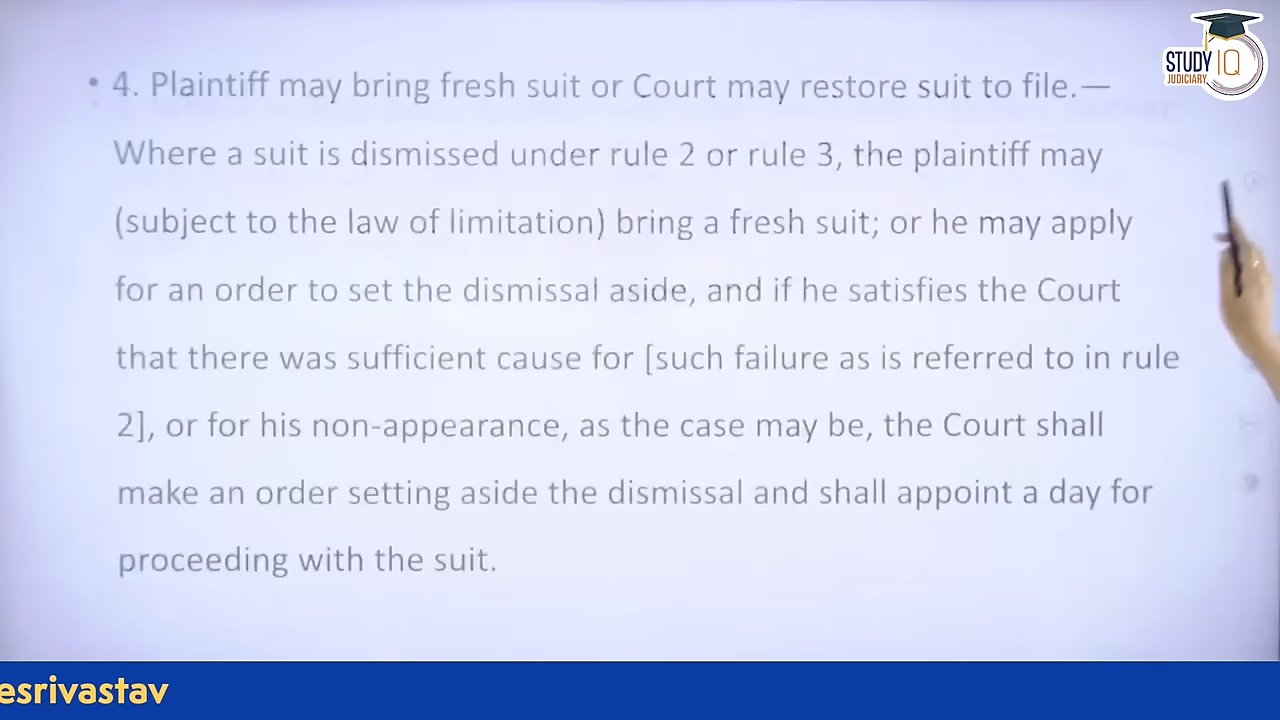 STUDY IQ
JUDICIARY
• 4. Plaintiff may bring fresh suit or Court may restore suit to file.—
Where a suit is dismissed under rule 2 or rule 3, the plaintiff may
(subject to the law of limitation) bring a fresh suit; or he may apply
for an order to set the dismissal aside, and if he satisfies the Court
that there was sufficient cause for [such failure as is referred to in rule
2], or for his non-appearance, as the case may be, the Court shall
make an order setting aside the dismissal and shall appoint a day for
proceeding with the suit.
esrivastav